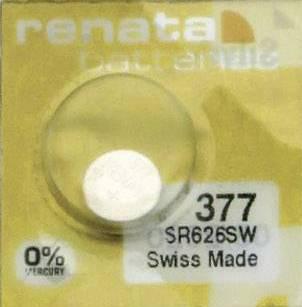 renata
batteries
377
SR626SW
0%
MERCURY
Swiss Made